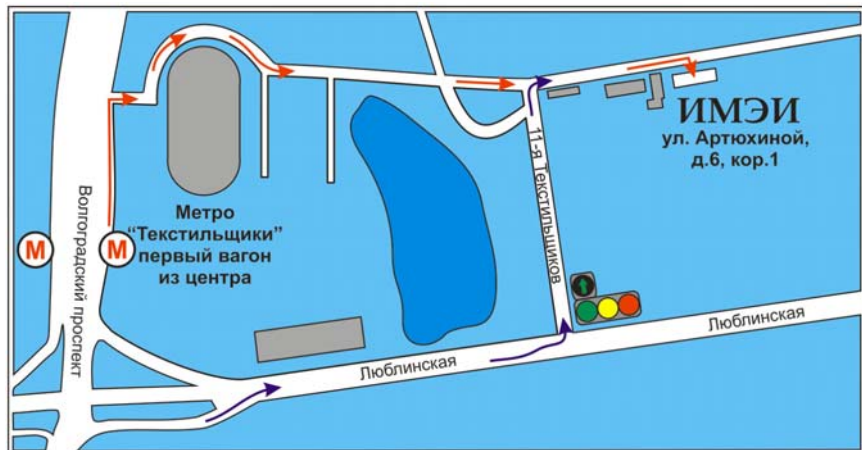 ИМЭИ
ул. Артюхиной,
д.6, кор.1
11-я Текстильщиков
Волгоградский проспект
Метро
“Текстильщики”
первый вагон
из центра
М
М
Люблинская
Люблинская